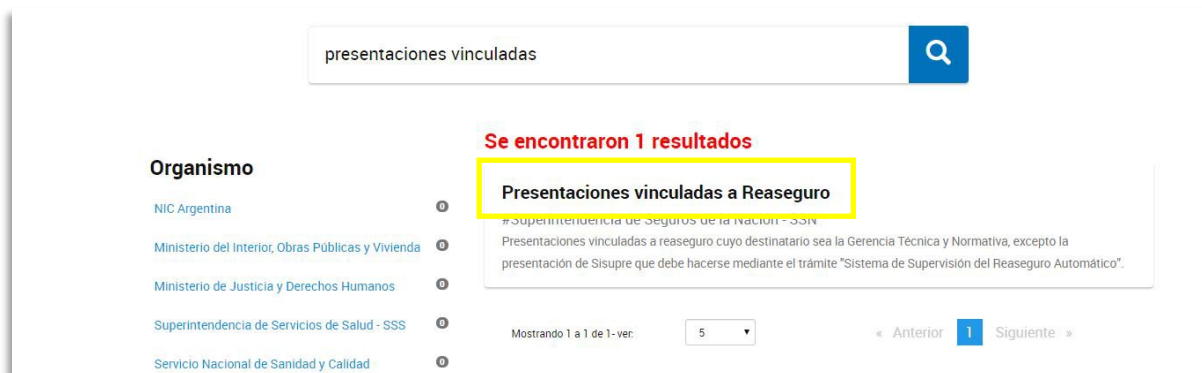 presentaciones vinculadas
Organismo
NIC Argentina 0
Ministerio del Interior, Obras Públicas y Vivienda 0
Ministerio de Justicia y Derechos Humanos 0
Superintendencia de Servicios de Salud - SSS 0
Servicio Nacional de Sanidad y Calidad 0
Se encontraron 1 resultados
Presentaciones vinculadas a Reaseguro
#Superintendencia de Seguros de la Nación - SSN
Presentaciones vinculadas a reaseguro cuyo destinatario sea la Gerencia Técnica y Normativa, excepto la
presentación de Sisupre que debe hacerse mediante el trámite "Sistema de Supervisión del Reaseguro Automático".
Mostrando 1 a 1 de 1- ver: 5 « Anterior 1 Siguiente »